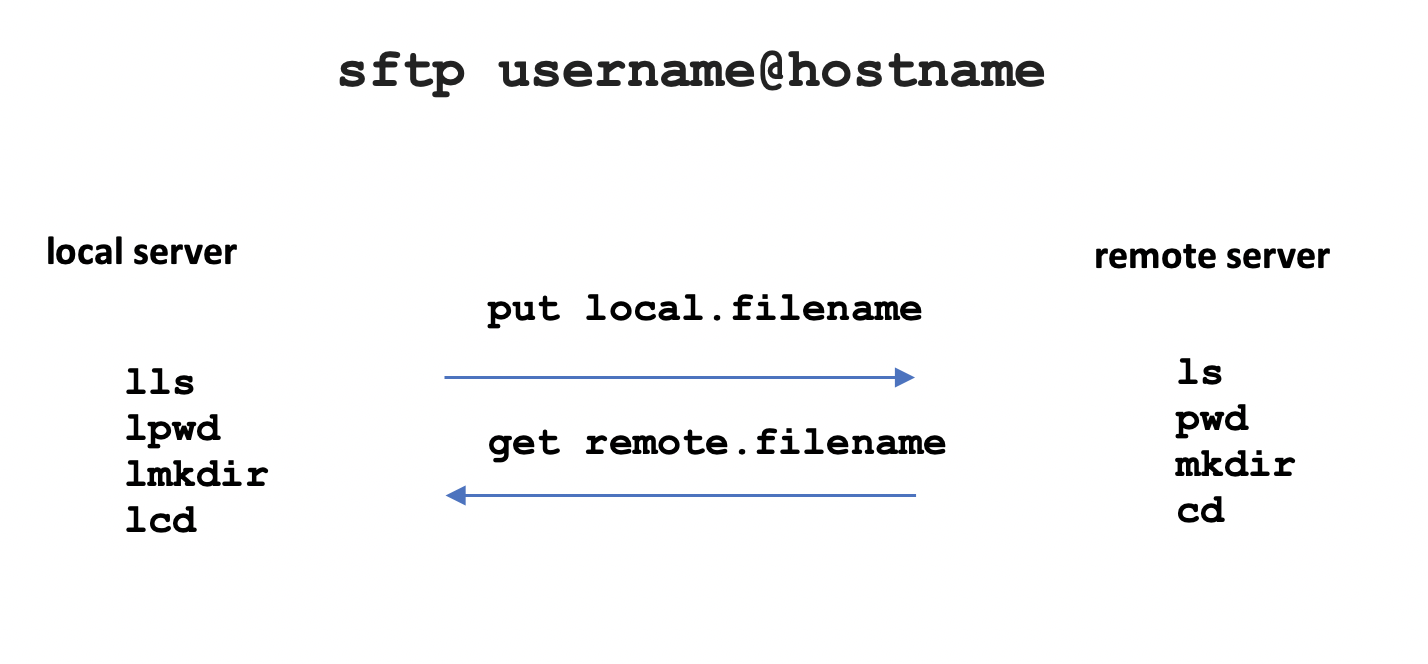 sftp username@hostname
local server
remote server
put local.filename
lls
lpwd
lmkdir
lcd
get remote.filename
ls
pwd
mkdir
cd